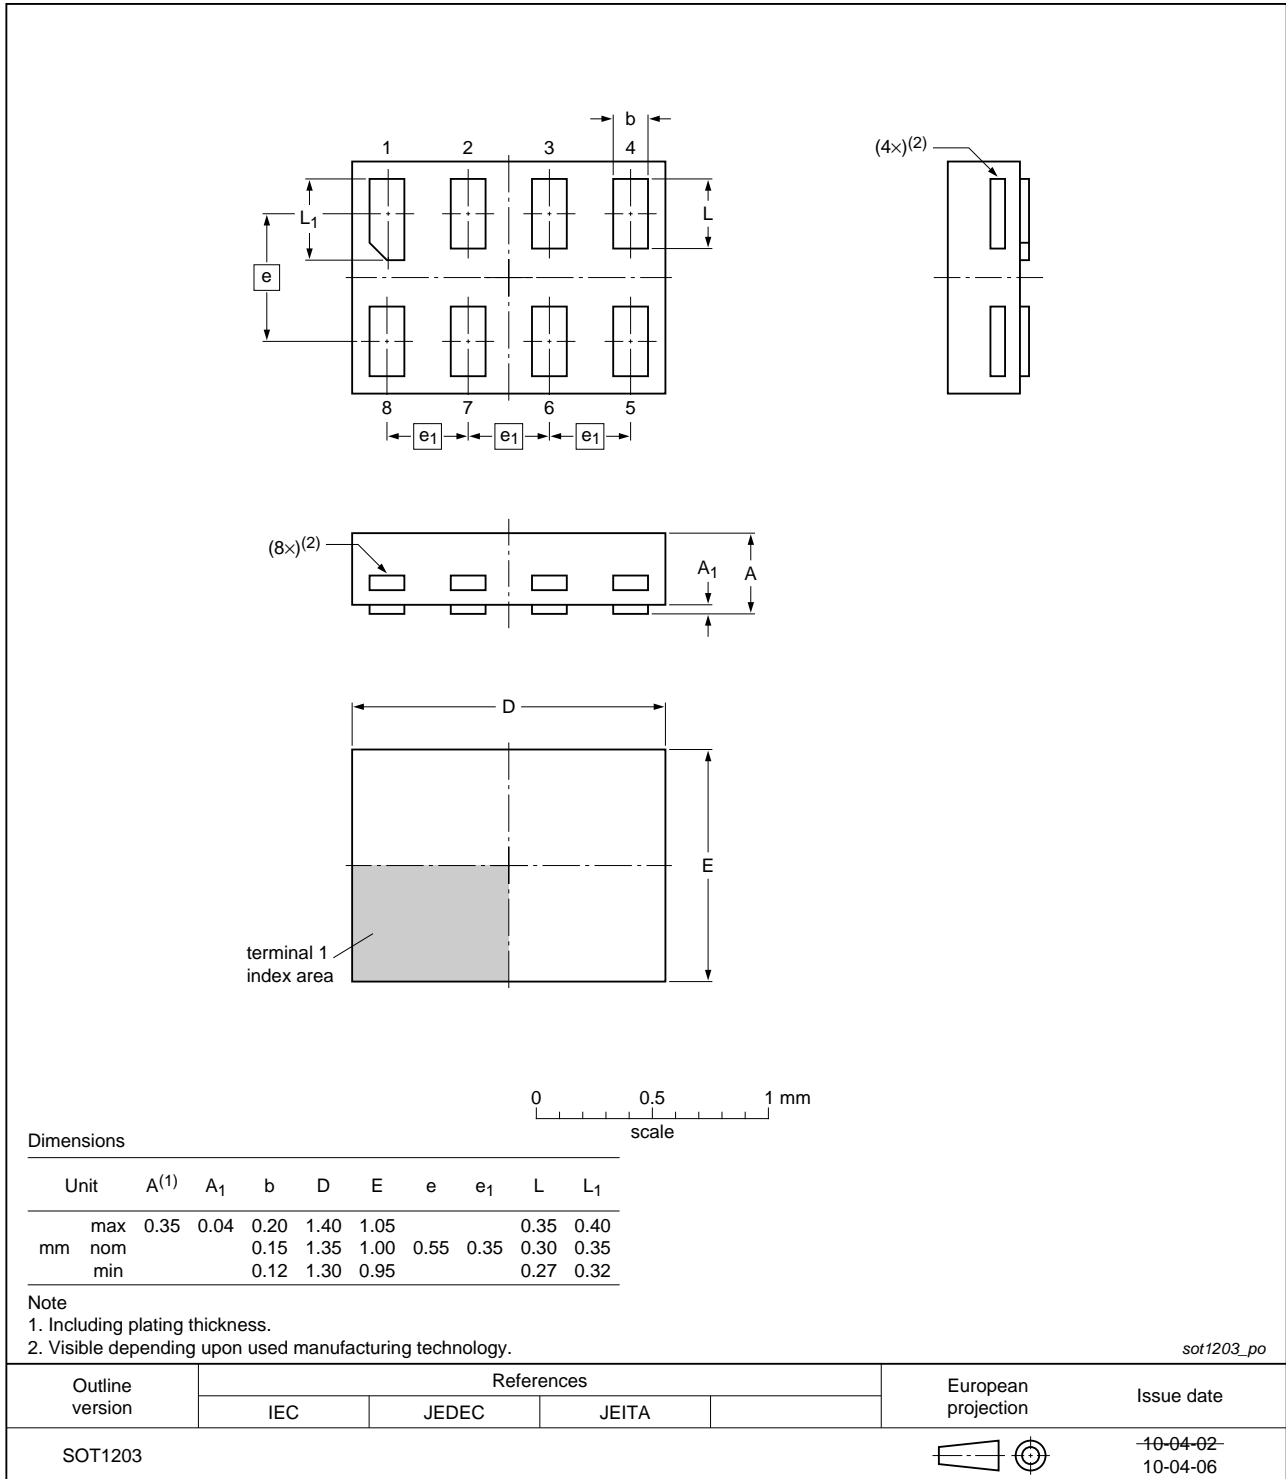 b
1 2 3 4
(4×)(2)
L1
L
e
8 7 6 5
e1 e1 e1
(8×)(2)
A1 A
D
E
terminal 1
index area
0 0.5 1 mm
scale
Dimensions
Unit A(1) A1 b D E e e1 L L1
max 0.35 0.04 0.20 1.40 1.05 0.35 0.40
mm nom 0.15 1.35 1.00 0.55 0.35 0.30 0.35
min 0.12 1.30 0.95 0.27 0.32
Note
1. Including plating thickness.
2. Visible depending upon used manufacturing technology.
sot1203_po
Outline version
References
European projection
Issue date
IEC JEDEC JEITA
SOT1203
10-04-02
10-04-06